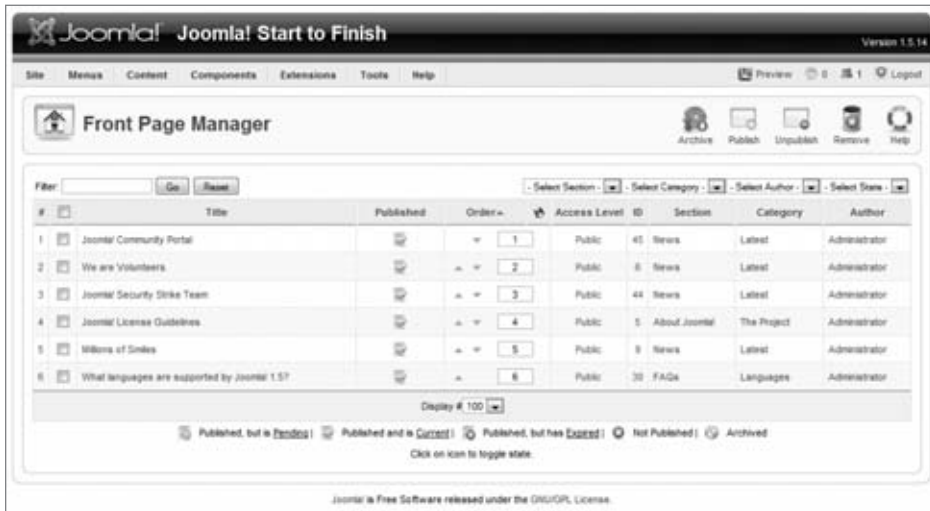 Joomla! Joomla! Start to Finish
Version 1.5.14
Site Menus Content Components Extensions Tools Help Preview 0 1 Logout
Front Page Manager
Archive Publish Unpublish Remove Help
Filter: Go Reset - Select Section - - Select Category - - Select Author - - Select State -
# Title Published Order Access Level ID Section Category Author
1 Joomla! Community Portal 1 Public 45 News Latest Administrator
2 We are Volunteers 2 Public 6 News Latest Administrator
3 Joomla! Security Strike Team 3 Public 44 News Latest Administrator
4 Joomla! License Guidelines 4 Public 5 About Joomla! The Project Administrator
5 Millions of Smiles 5 Public 9 News Latest Administrator
6 What languages are supported by Joomla! 1.5? 6 Public 30 FAQs Languages Administrator
Display # 100
Published, but is Pending | Published and is Current | Published, but has Expired | Not Published | Archived
Click on icon to toggle state.
Joomla! is Free Software released under the GNU/GPL License.